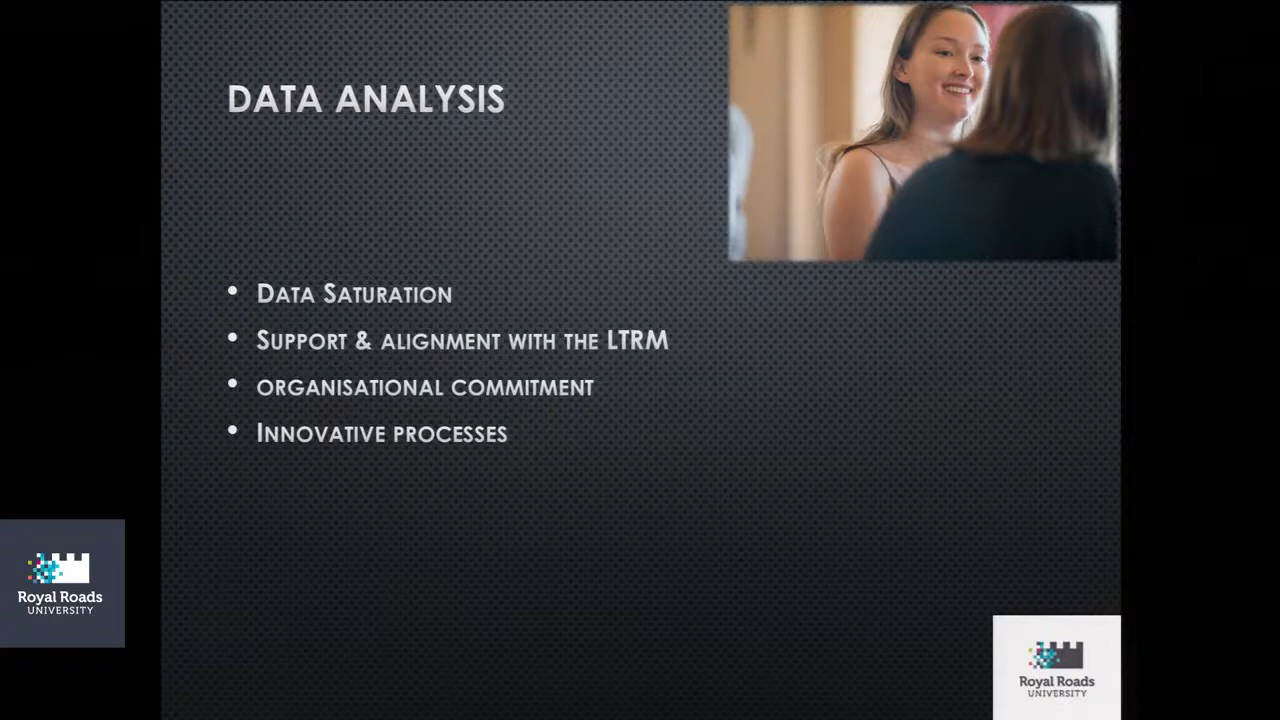 DATA ANALYSIS
• DATA SATURATION
• SUPPORT & ALIGNMENT WITH THE LTRM
• ORGANISATIONAL COMMITMENT
• INNOVATIVE PROCESSES
Royal Roads
UNIVERSITY
Royal Roads
UNIVERSITY